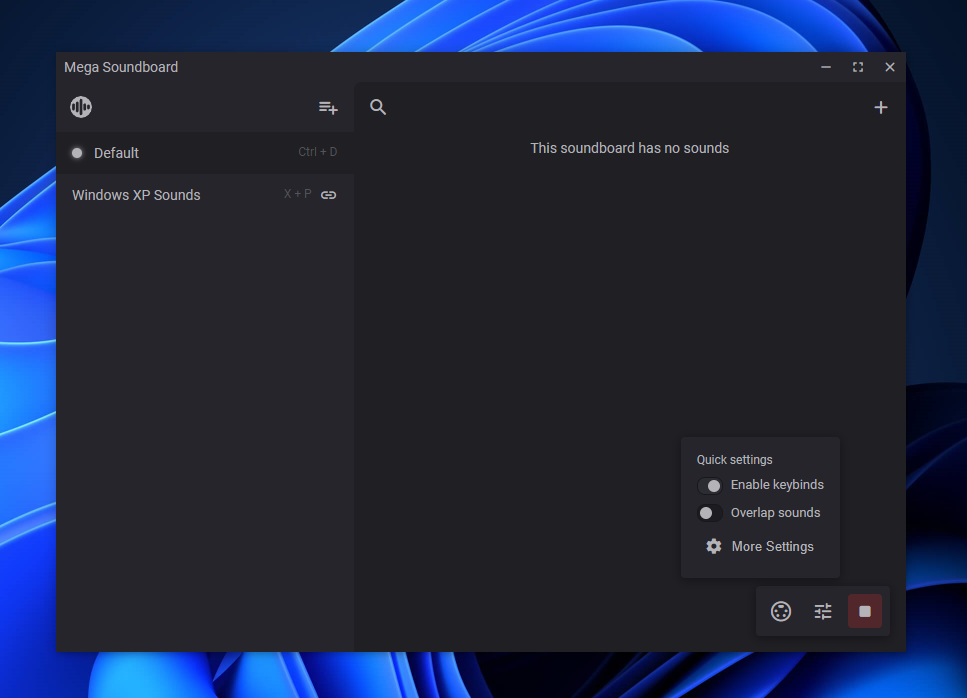 Mega Soundboard
Default Ctrl + D
Windows XP Sounds X + P
This soundboard has no sounds
Quick settings
Enable keybinds
Overlap sounds
More Settings